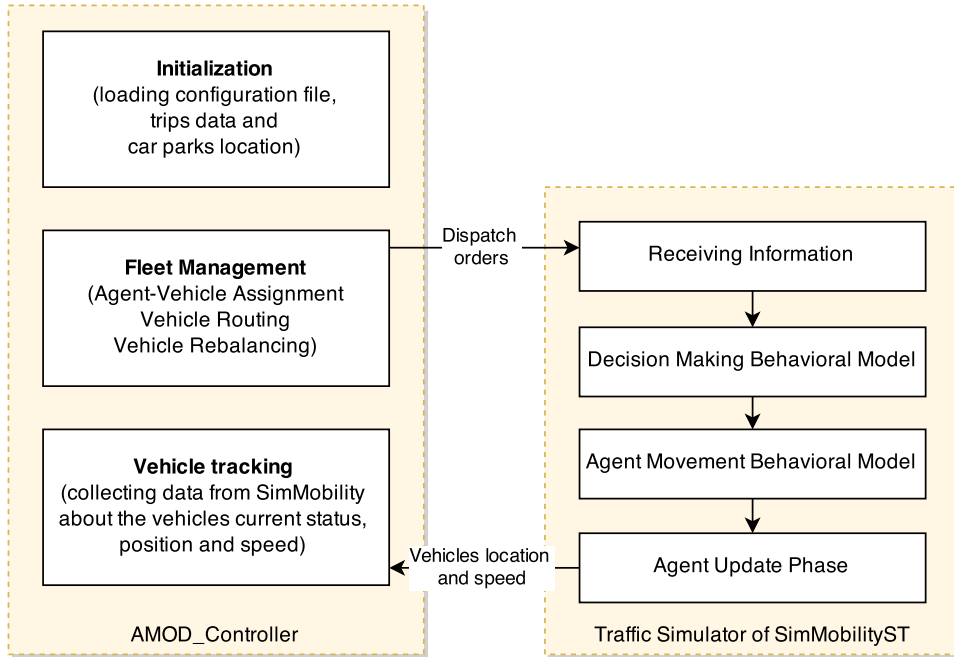 Initialization
(loading configuration file,
trips data and
car parks location)
Fleet Management
(Agent-Vehicle Assignment
Vehicle Routing
Vehicle Rebalancing)
Vehicle tracking
(collecting data from SimMobility
about the vehicles current status,
position and speed)
AMOD_Controller
Dispatch
orders
Vehicles location
and speed
Receiving Information
Decision Making Behavioral Model
Agent Movement Behavioral Model
Agent Update Phase
Traffic Simulator of SimMobilityST